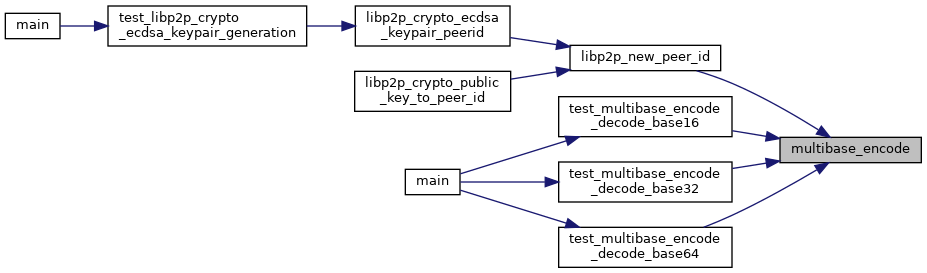 main
test_libp2p_crypto
_ecdsa_keypair_generation
libp2p_crypto_ecdsa
_keypair_peerid
libp2p_new_peer_id
libp2p_crypto_public
_key_to_peer_id
test_multibase_encode
_decode_base16
multibase_encode
main
test_multibase_encode
_decode_base32
test_multibase_encode
_decode_base64